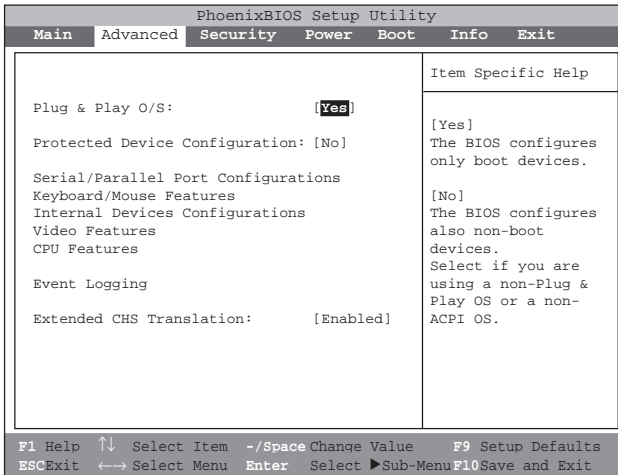 PhoenixBIOS Setup Utility
Main Advanced Security Power Boot Info Exit
Item Specific Help
Plug & Play O/S: [Yes]
Protected Device Configuration: [No]
Serial/Parallel Port Configurations
Keyboard/Mouse Features
Internal Devices Configurations
Video Features
CPU Features
Event Logging
Extended CHS Translation: [Enabled]
[Yes]
The BIOS configures
only boot devices.
[No]
The BIOS configures
also non-boot
devices.
Select if you are
using a non-Plug &
Play OS or a non-
ACPI OS.
F1 Help ↑↓ Select Item -/Space Change Value F9 Setup Defaults
ESCExit ←→ Select Menu Enter Select ▶Sub-Menu F10Save and Exit